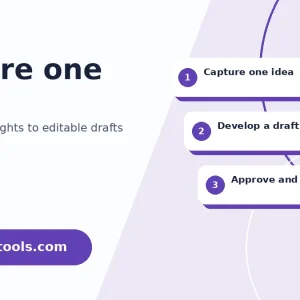 re one
ghts to editable drafts
tools.com
1 Capture one idea
2 Develop a draft
3 Approve and